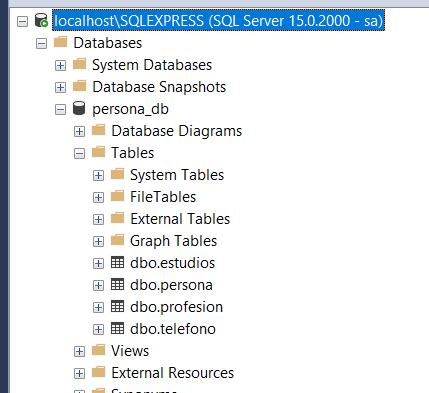 localhost\SQLEXPRESS (SQL Server 15.0.2000 - sa)
Databases
System Databases
Database Snapshots
persona_db
Database Diagrams
Tables
System Tables
FileTables
External Tables
Graph Tables
dbo.estudios
dbo.persona
dbo.profesion
dbo.telefono
Views
External Resources